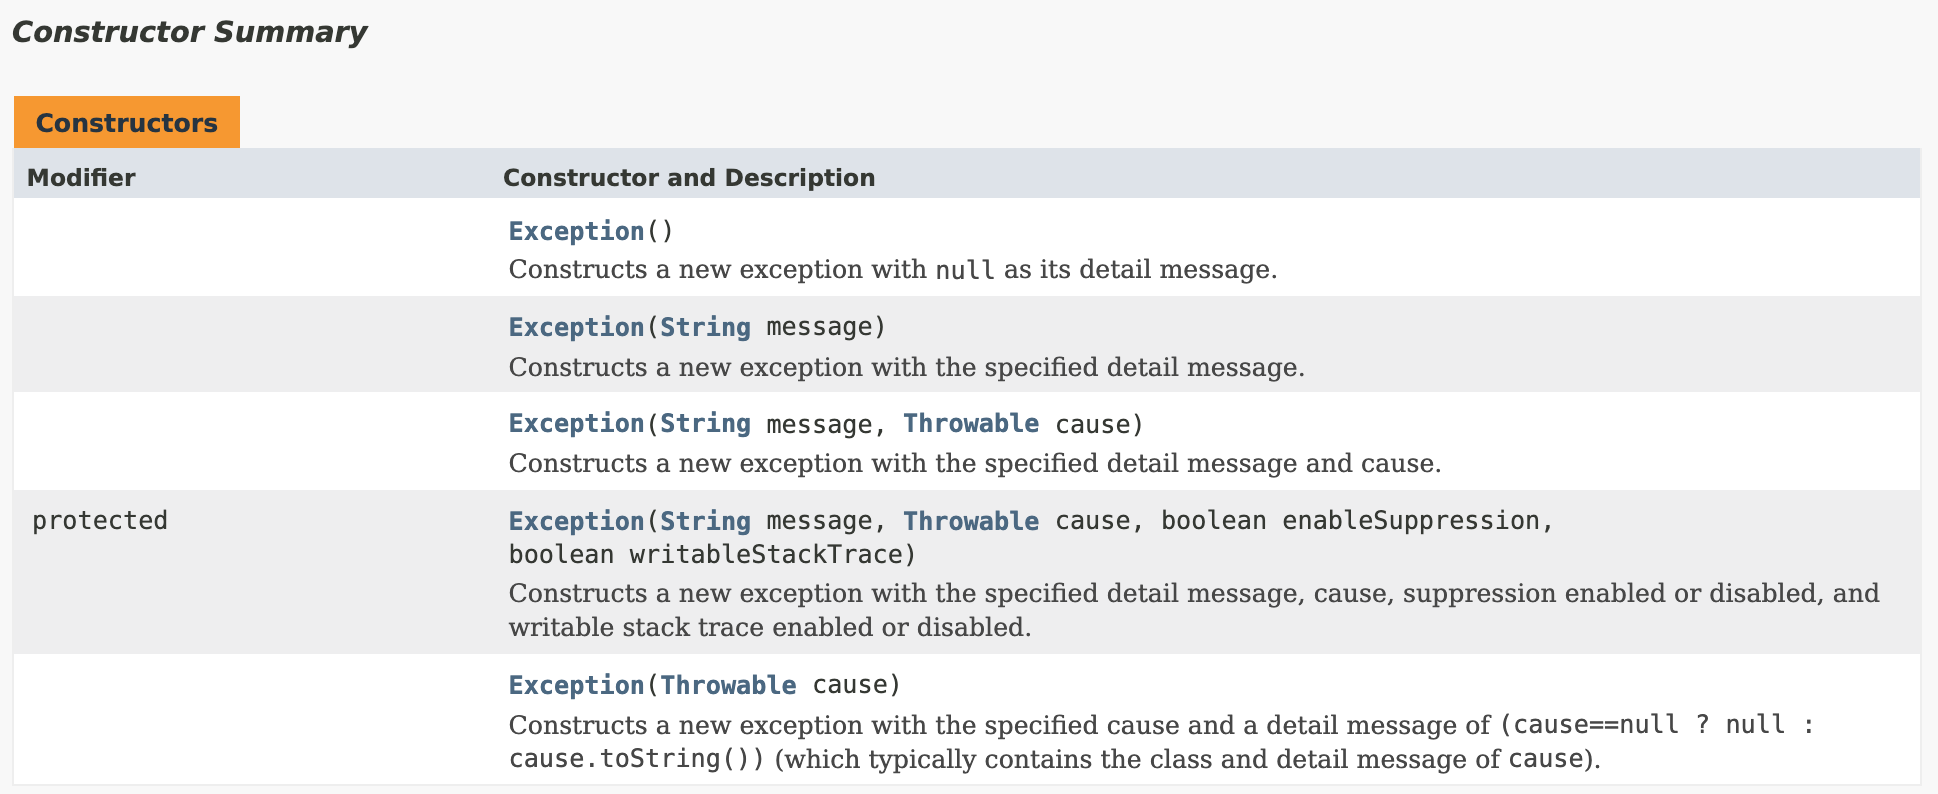 Constructor Summary
Constructors
Modifier Constructor and Description
Exception()
Constructs a new exception with null as its detail message.
Exception(String message)
Constructs a new exception with the specified detail message.
Exception(String message, Throwable cause)
Constructs a new exception with the specified detail message and cause.
protected Exception(String message, Throwable cause, boolean enableSuppression,
boolean writableStackTrace)
Constructs a new exception with the specified detail message, cause, suppression enabled or disabled, and
writable stack trace enabled or disabled.
Exception(Throwable cause)
Constructs a new exception with the specified cause and a detail message of (cause==null ? null :
cause.toString()) (which typically contains the class and detail message of cause).